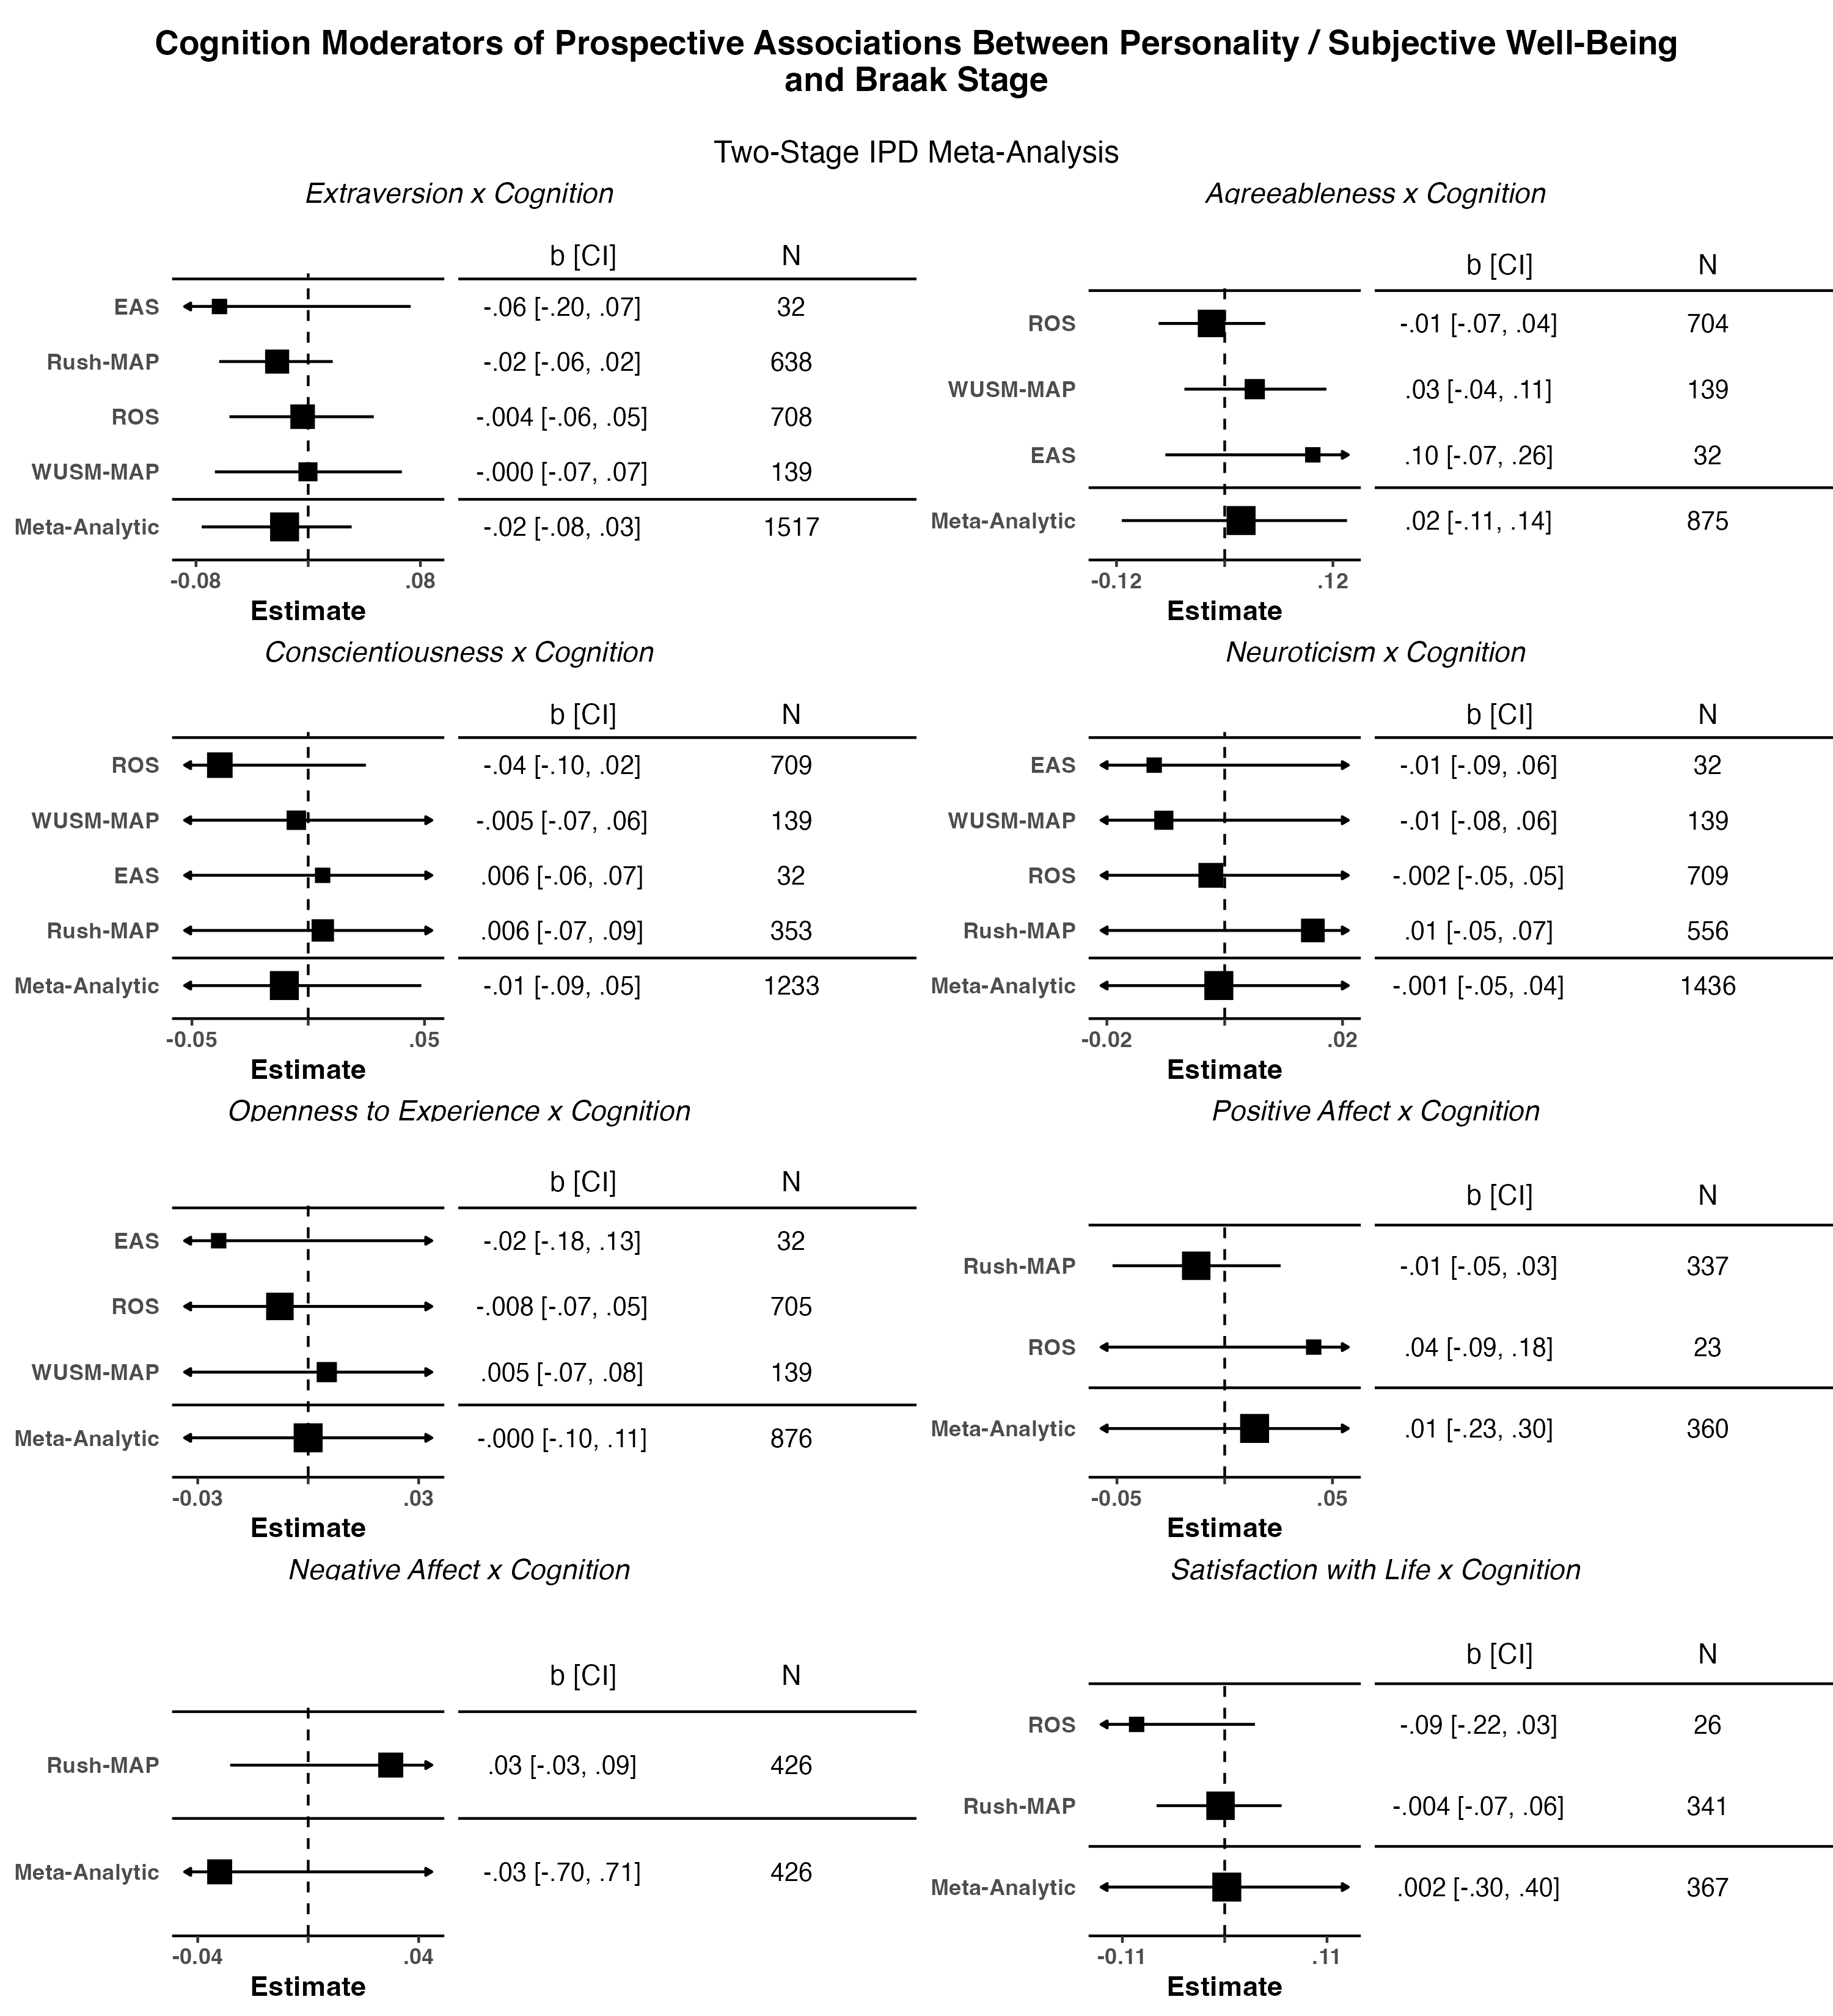 Cognition Moderators of Prospective Associations Between Personality / Subjective Well-Being
and Braak Stage
Two-Stage IPD Meta-Analysis
Extraversion x Cognition
b [CI] N
EAS -.06 [-.20, .07] 32
Rush-MAP -.02 [-.06, .02] 638
ROS -.004 [-.06, .05] 708
WUSM-MAP -.000 [-.07, .07] 139
Meta-Analytic -.02 [-.08, .03] 1517
-0.08 .08
Estimate
Agreeableness x Cognition
b [CI] N
ROS -.01 [-.07, .04] 704
WUSM-MAP .03 [-.04, .11] 139
EAS .10 [-.07, .26] 32
Meta-Analytic .02 [-.11, .14] 875
-0.12 .12
Estimate
Conscientiousness x Cognition
b [CI] N
ROS -.04 [-.10, .02] 709
WUSM-MAP -.005 [-.07, .06] 139
EAS .006 [-.06, .07] 32
Rush-MAP .006 [-.07, .09] 353
Meta-Analytic -.01 [-.09, .05] 1233
-0.05 .05
Estimate
Neuroticism x Cognition
b [CI] N
EAS -.01 [-.09, .06] 32
WUSM-MAP -.01 [-.08, .06] 139
ROS -.002 [-.05, .05] 709
Rush-MAP .01 [-.05, .07] 556
Meta-Analytic -.001 [-.05, .04] 1436
-0.02 .02
Estimate
Openness to Experience x Cognition
b [CI] N
EAS -.02 [-.18, .13] 32
ROS -.008 [-.07, .05] 705
WUSM-MAP .005 [-.07, .08] 139
Meta-Analytic -.000 [-.10, .11] 876
-0.03 .03
Estimate
Positive Affect x Cognition
b [CI] N
Rush-MAP -.01 [-.05, .03] 337
ROS .04 [-.09, .18] 23
Meta-Analytic .01 [-.23, .30] 360
-0.05 .05
Estimate
Negative Affect x Cognition
b [CI] N
Rush-MAP .03 [-.03, .09] 426
Meta-Analytic -.03 [-.70, .71] 426
-0.04 .04
Estimate
Satisfaction with Life x Cognition
b [CI] N
ROS -.09 [-.22, .03] 26
Rush-MAP -.004 [-.07, .06] 341
Meta-Analytic .002 [-.30, .40] 367
-0.11 .11
Estimate